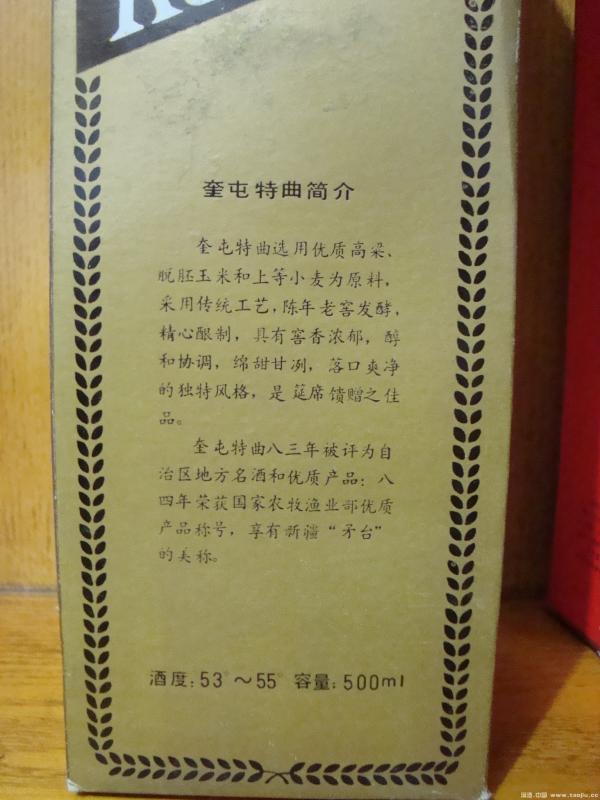 奎屯特曲简介
奎屯特曲选用优质高梁、
脱胚玉米和上等小麦为原料，
采用传统工艺，陈年老窖发酵，
精心酿制，具有窖香浓郁，醇
和协调，绵甜甘冽，落口爽净
的独特风格，是筵席馈赠之佳
品。
奎屯特曲八三年被评为自
治区地方名酒和优质产品：八
四年荣获国家农牧渔业部优质
产品称号，享有新疆“矛台”
的美称。
酒度：53°～55° 容量：500ml
www.taojiu.cc